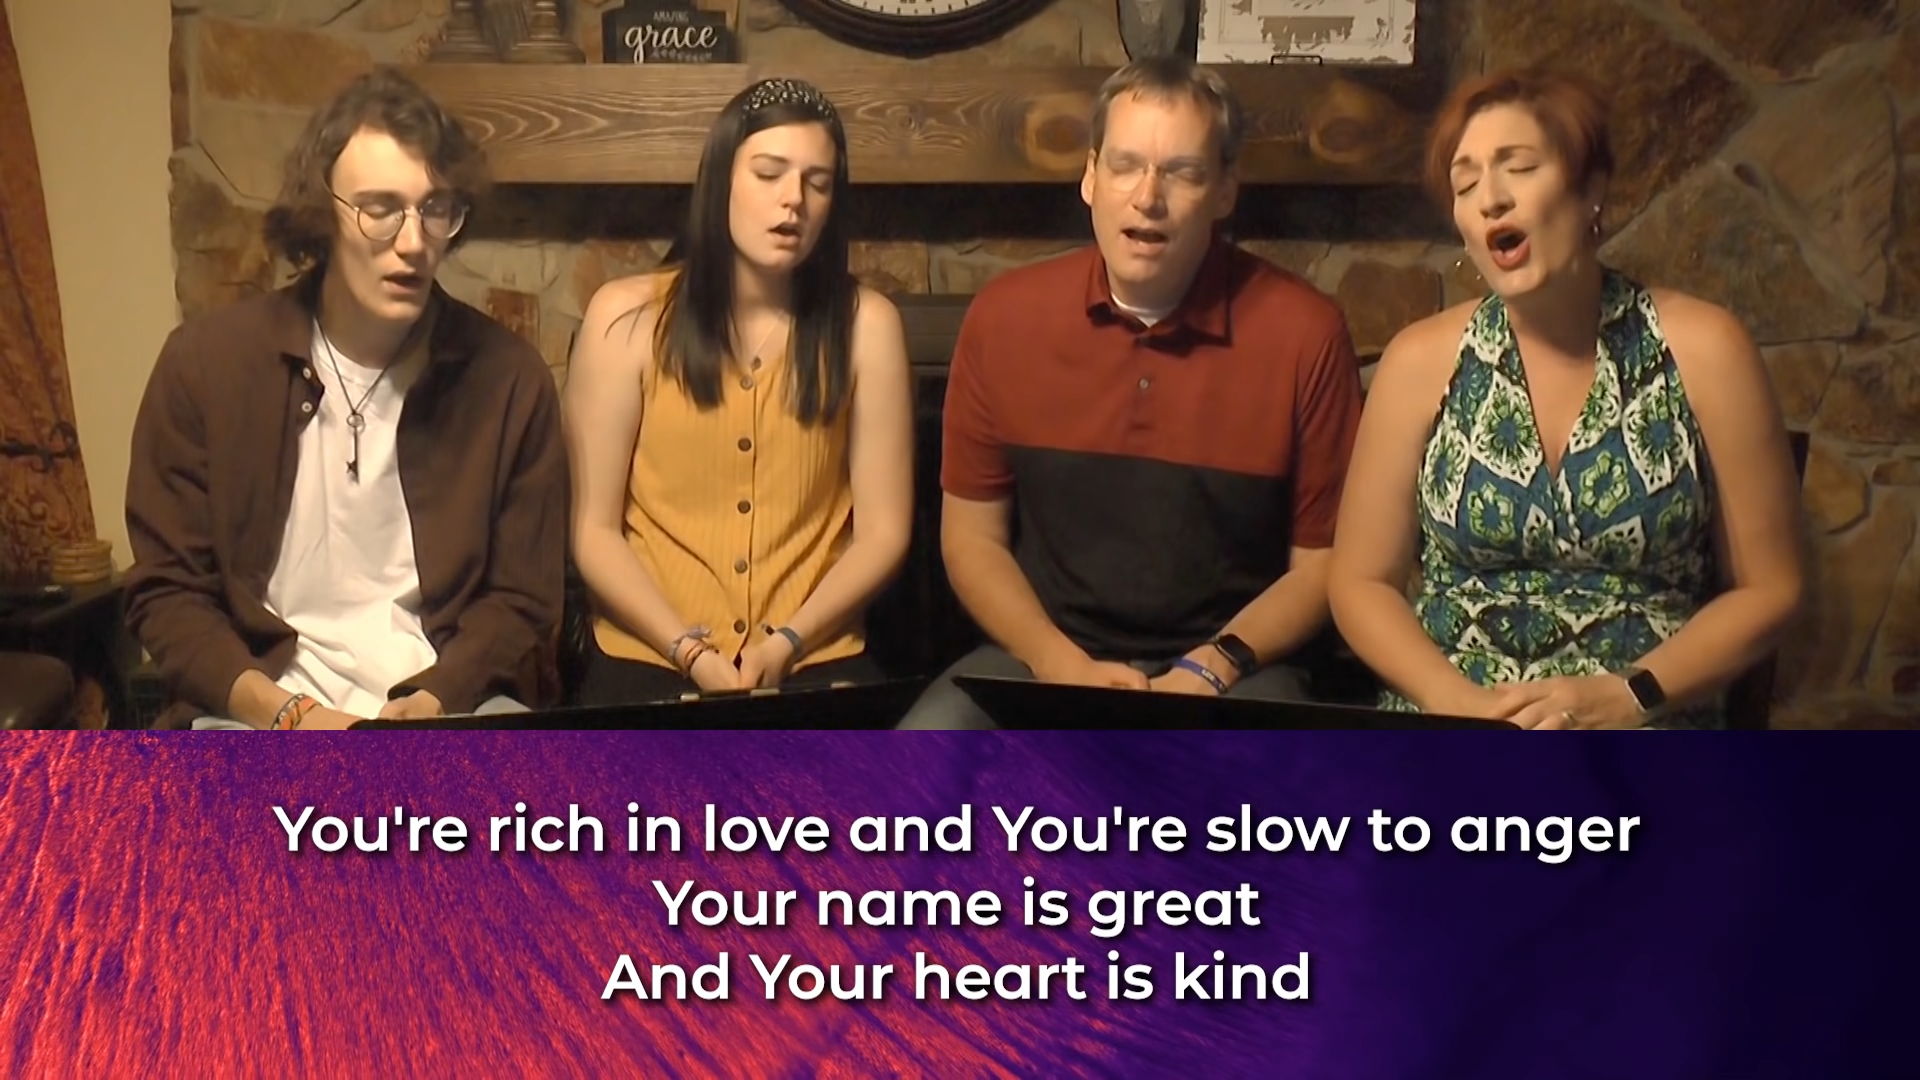 AMAZING
grace
You're rich in love and You're slow to anger
Your name is great
And Your heart is kind